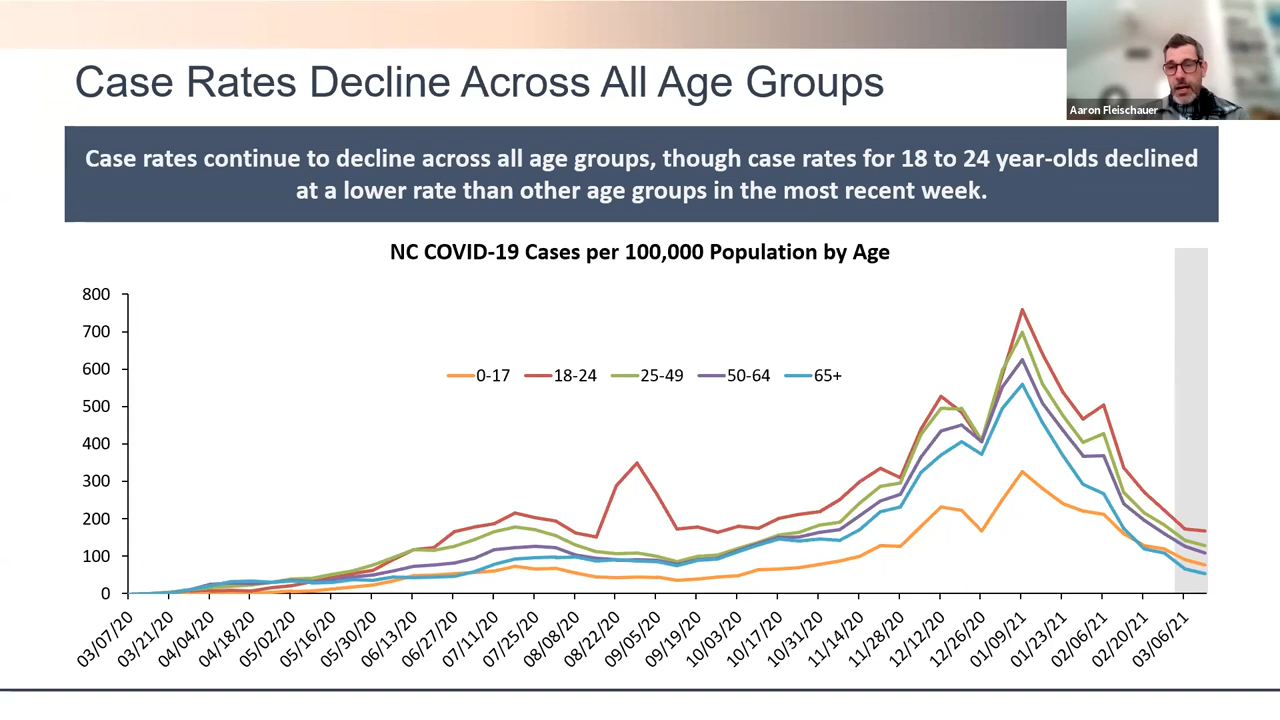 Case Rates Decline Across All Age Groups
Aaron Fleischauer
Case rates continue to decline across all age groups, though case rates for 18 to 24 year-olds declined
at a lower rate than other age groups in the most recent week.
NC COVID-19 Cases per 100,000 Population by Age
800
700
600
500
400
300
200
100
0
0-17 18-24 25-49 50-64 65+
03/07/20 03/21/20 04/04/20 04/18/20 05/02/20 05/16/20 05/30/20 06/13/20 06/27/20 07/11/20 07/25/20 08/08/20 08/22/20 09/05/20 09/19/20 10/03/20 10/17/20 10/31/20 11/14/20 11/28/20 12/12/20 12/26/20 01/09/21 01/23/21 02/06/21 02/20/21 03/06/21